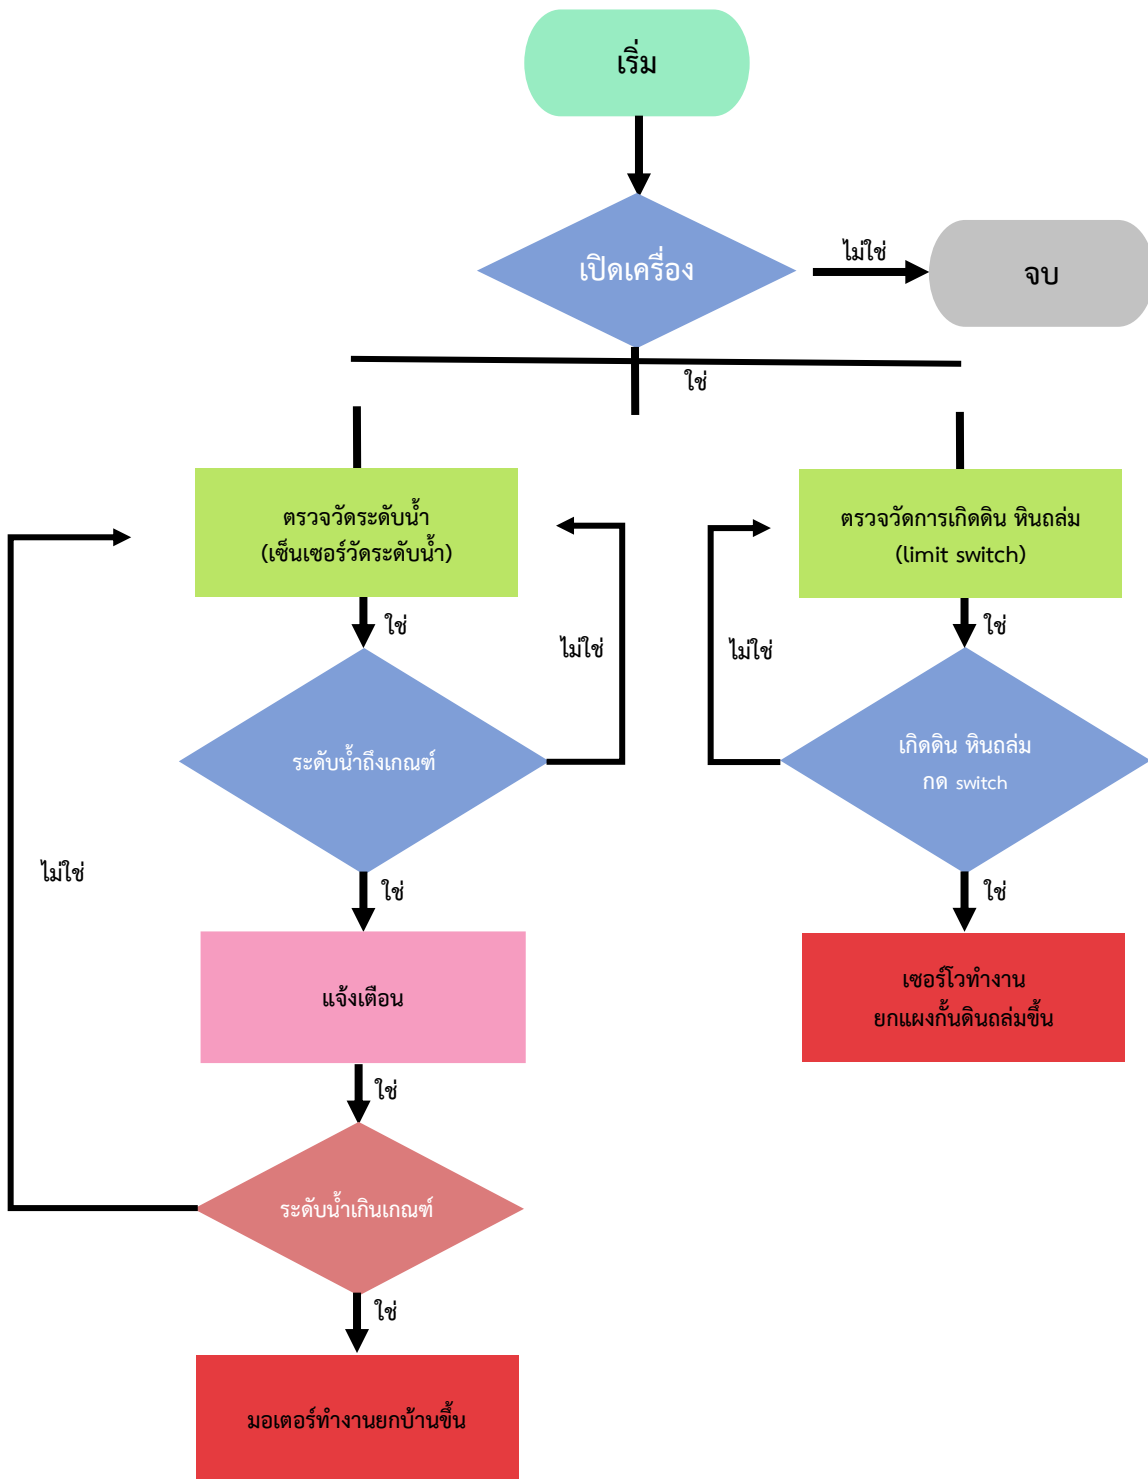 เริ่ม
เปิดเครื่อง
ไม่ใช่
จบ
ใช่
ตรวจวัดระดับน้ำ
(เซ็นเซอร์วัดระดับน้ำ)
ใช่
ไม่ใช่
ระดับน้ำถึงเกณฑ์
ใช่
แจ้งเตือน
ใช่
ไม่ใช่
ระดับน้ำเกินเกณฑ์
ใช่
มอเตอร์ทำงานยกบ้านขึ้น
ตรวจวัดการเกิดดิน หินถล่ม
(limit switch)
ใช่
ไม่ใช่
เกิดดิน หินถล่ม
กด switch
ใช่
เซอร์โวทำงาน
ยกแผงกั้นดินถล่มขึ้น